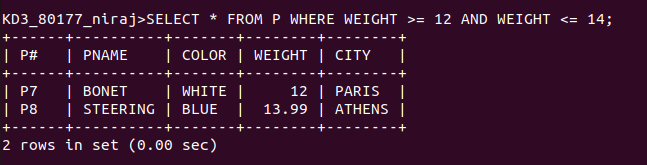 KD3_80177_niraj>SELECT * FROM P WHERE WEIGHT >= 12 AND WEIGHT <= 14;
+------+----------+-------+--------+--------+
| P#   | PNAME    | COLOR | WEIGHT | CITY   |
+------+----------+-------+--------+--------+
| P7   | BONET    | WHITE |     12 | PARIS  |
| P8   | STEERING | BLUE  |  13.99 | ATHENS |
+------+----------+-------+--------+--------+
2 rows in set (0.00 sec)